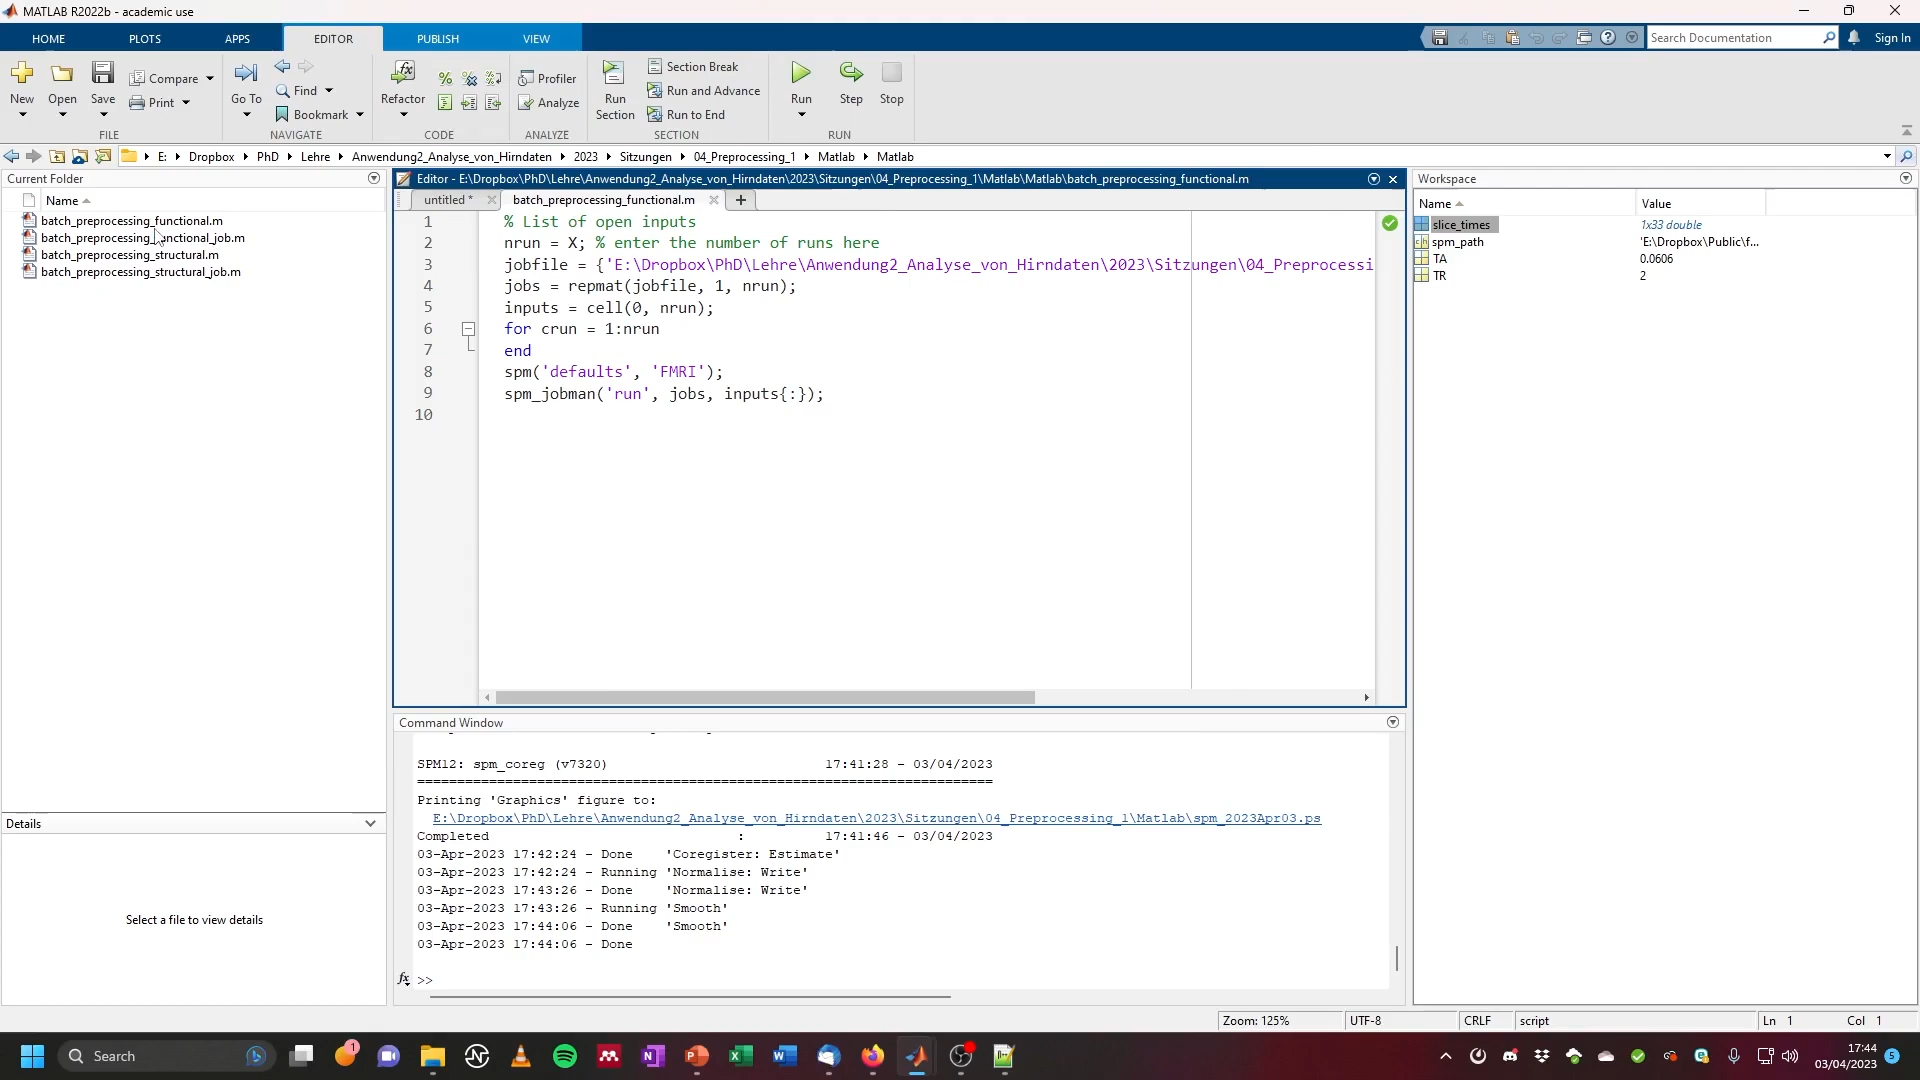 MATLAB R2022b - academic use
HOME PLOTS APPS EDITOR PUBLISH VIEW
Search Documentation
Sign In
New Open Save Compare Print
FILE
Go To Find Bookmark
NAVIGATE
Refactor
CODE
Profiler
Analyze
ANALYZE
Run Section
Section Break
Run and Advance
Run to End
SECTION
Run Step Stop
RUN
E: Dropbox PhD Lehre Anwendung2_Analyse_von_Hirndaten 2023 Sitzungen 04_Preprocessing_1 Matlab Matlab
Current Folder
Name
batch_preprocessing_functional.m
batch_preprocessing_functional_job.m
batch_preprocessing_structural.m
batch_preprocessing_structural_job.m
Details
Select a file to view details
Editor - E:\Dropbox\PhD\Lehre\Anwendung2_Analyse_von_Hirndaten\2023\Sitzungen\04_Preprocessing_1\Matlab\Matlab\batch_preprocessing_functional.m
untitled * batch_preprocessing_functional.m
1 % List of open inputs
2 nrun = X; % enter the number of runs here
3 jobfile = {'E:\Dropbox\PhD\Lehre\Anwendung2_Analyse_von_Hirndaten\2023\Sitzungen\04_Preprocessi
4 jobs = repmat(jobfile, 1, nrun);
5 inputs = cell(0, nrun);
6 for crun = 1:nrun
7 end
8 spm('defaults', 'FMRI');
9 spm_jobman('run', jobs, inputs{:});
10
Command Window
SPM12: spm_coreg (v7320) 17:41:28 - 03/04/2023
========================================================================
Printing 'Graphics' figure to:
E:\Dropbox\PhD\Lehre\Anwendung2_Analyse_von_Hirndaten\2023\Sitzungen\04_Preprocessing_1\Matlab\spm_2023Apr03.ps
Completed : 17:41:46 - 03/04/2023
03-Apr-2023 17:42:24 - Done 'Coregister: Estimate'
03-Apr-2023 17:42:24 - Running 'Normalise: Write'
03-Apr-2023 17:43:26 - Done 'Normalise: Write'
03-Apr-2023 17:43:26 - Running 'Smooth'
03-Apr-2023 17:44:06 - Done 'Smooth'
03-Apr-2023 17:44:06 - Done
fx >>
Workspace
Name Value
slice_times 1x33 double
spm_path 'E:\Dropbox\Public\f...
TA 0.0606
TR 2
Zoom: 125% UTF-8 CRLF script Ln 1 Col 1
Search
1
17:44
03/04/2023
5